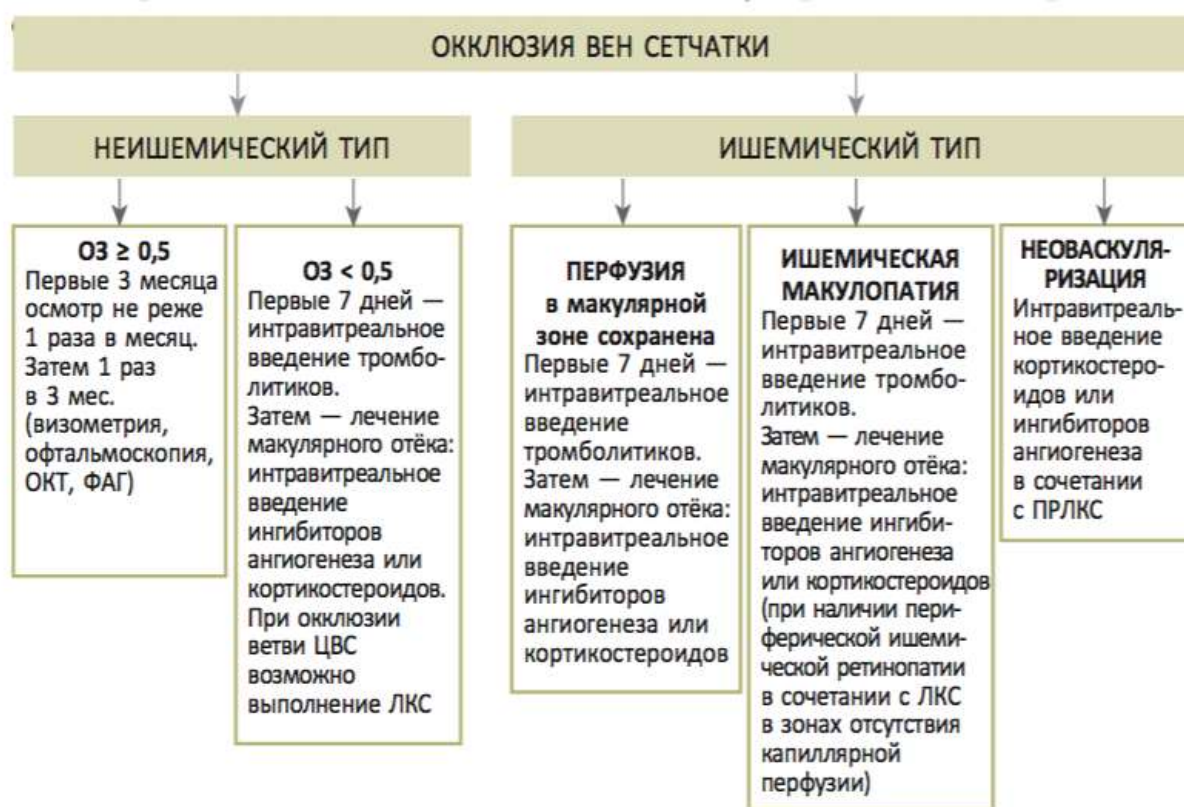 ОККЛЮЗИЯ ВЕН СЕТЧАТКИ
НЕИШЕМИЧЕСКИЙ ТИП
ОЗ ≥ 0,5
Первые 3 месяца
осмотр не реже
1 раза в месяц.
Затем 1 раз
в 3 мес.
(визометрия,
офтальмоскопия,
ОКТ, ФАГ)
ОЗ < 0,5
Первые 7 дней —
интравитреальное
введение тромбо-
литиков.
Затем — лечение
макулярного отёка:
интравитреальное
введение
ингибиторов
ангиогенеза или
кортикостероидов.
При окклюзии
ветви ЦВС
возможно
выполнение ЛКС
ИШЕМИЧЕСКИЙ ТИП
ПЕРФУЗИЯ
в макулярной
зоне сохранена
Первые 7 дней —
интравитреальное
введение
тромболитиков.
Затем — лечение
макулярного отёка:
интравитреальное
введение
ингибиторов
ангиогенеза или
кортикостероидов
ИШЕМИЧЕСКАЯ
МАКУЛОПАТИЯ
Первые 7 дней —
интравитреальное
введение тромбо-
литиков.
Затем — лечение
макулярного отёка:
интравитреальное
введение ингиби-
торов ангиогенеза
или кортикостероидов
(при наличии пери-
ферической ишеми-
ческой ретинопатии
в сочетании с ЛКС
в зонах отсутствия
капиллярной
перфузии)
НЕОВАСКУЛЯ-
РИЗАЦИЯ
Интравитреаль-
ное введение
кортикостеро-
идов или
ингибиторов
ангиогенеза
в сочетании
с ПРЛКС